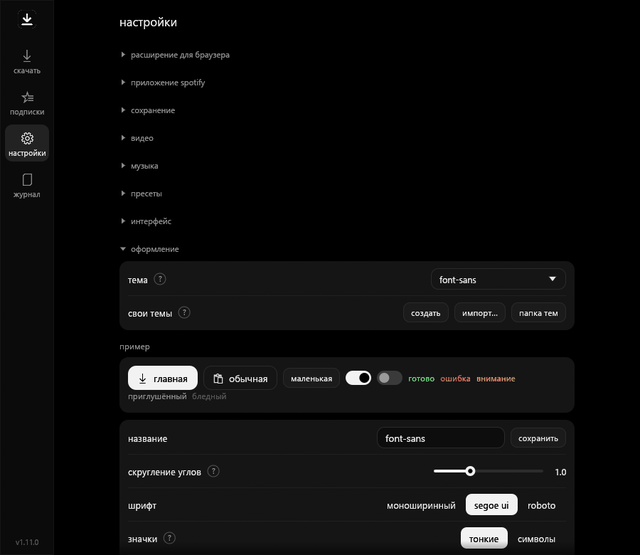 настройки
скачать
подписки
настройки
журнал
v1.11.0
расширение для браузера
приложение spotify
сохранение
видео
музыка
пресеты
интерфейс
оформление
тема ? font-sans
свои темы ? создать импорт... папка тем
пример
главная обычная маленькая готово ошибка внимание
приглушённый бледный
название font-sans сохранить
скругление углов ? 1.0
шрифт моноширинный segoe ui roboto
значки ? тонкие символы